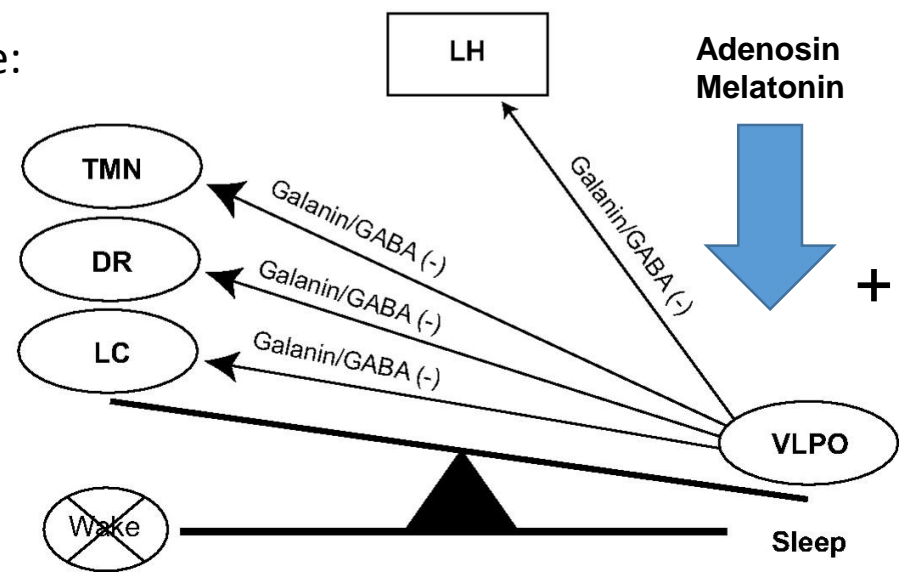 e:
LH
Adenosin
Melatonin
TMN
DR
LC
Galanin/GABA (-)
Galanin/GABA (-)
Galanin/GABA (-)
Galanin/GABA (-)
+
VLPO
Wake
Sleep